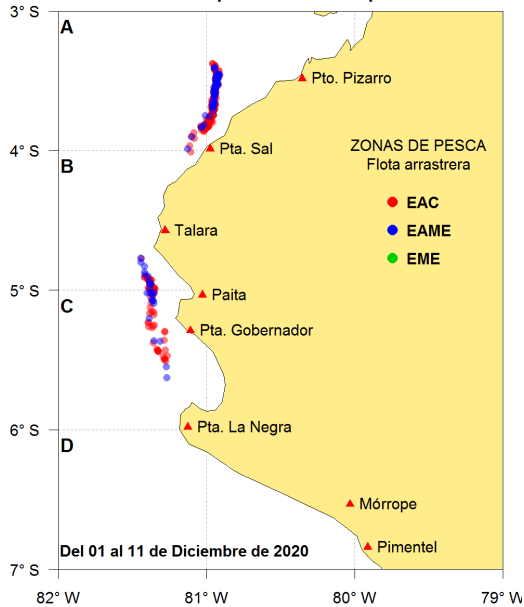 3° S
A
Pto. Pizarro
ZONAS DE PESCA
Flota arrastrera
4° S
Pta. Sal
B
EAC
Talara
EAME
EME
5° S
Paita
C
Pta. Gobernador
6° S
Pta. La Negra
D
Mórrope
Del 01 al 11 de Diciembre de 2020
Pimentel
7° S
82° W
81° W
80° W
79° W